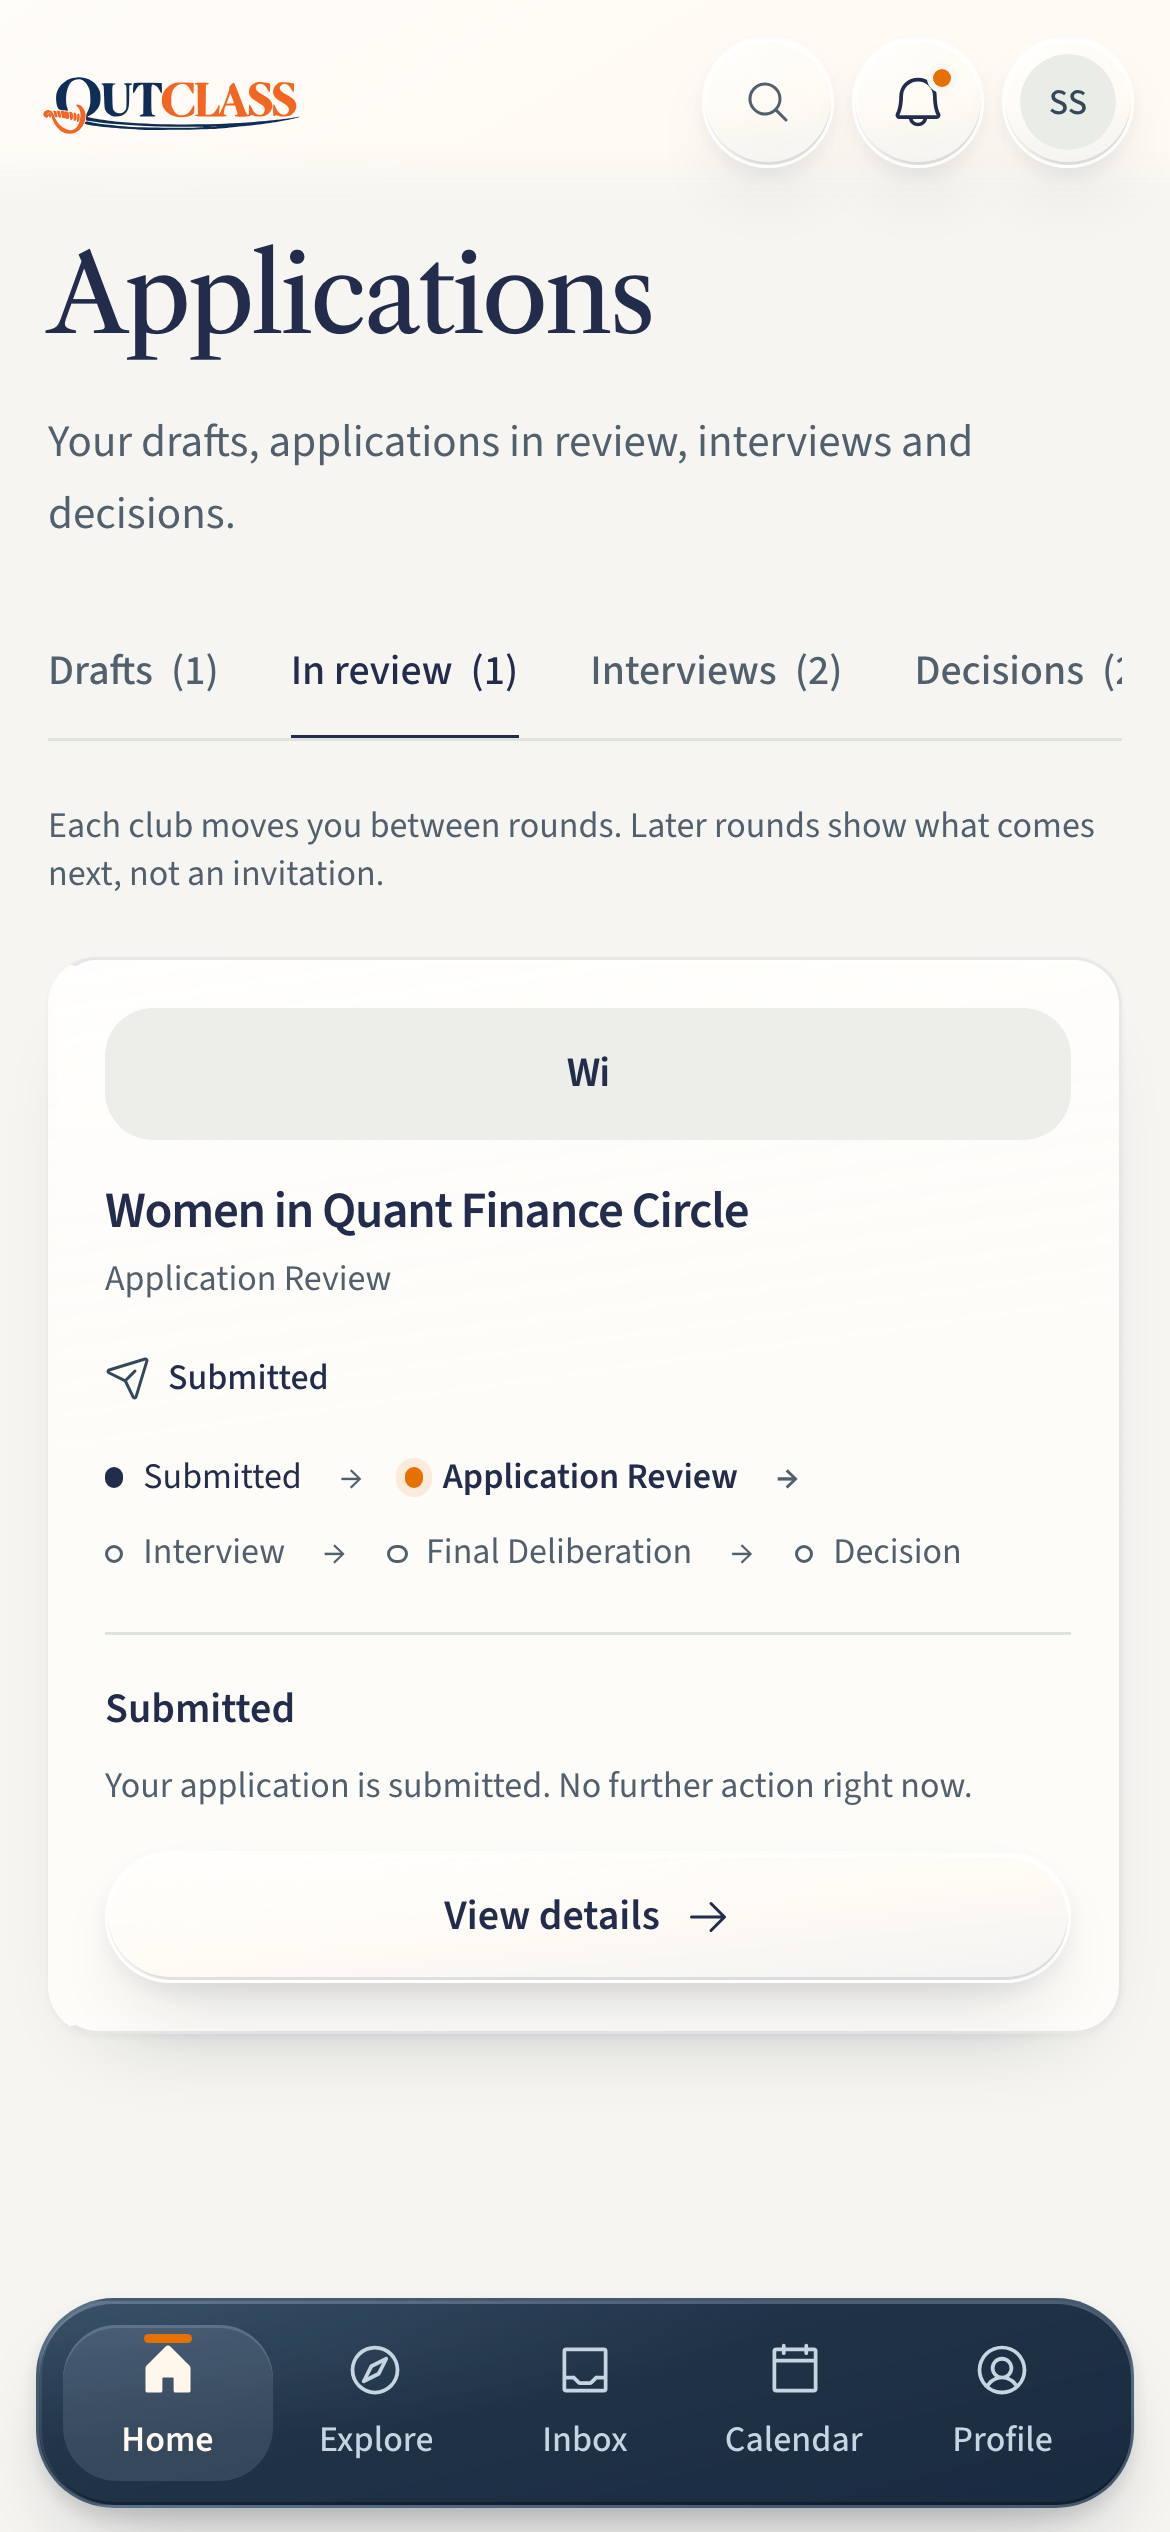 OUTCLASS
SS
Applications
Your drafts, applications in review, interviews and
decisions.
Drafts (1) In review (1) Interviews (2) Decisions
Each club moves you between rounds. Later rounds show what comes
next, not an invitation.
Wi
Women in Quant Finance Circle
Application Review
Submitted
Submitted → Application Review →
Interview → Final Deliberation → Decision
Submitted
Your application is submitted. No further action right now.
View details →
Home Explore Inbox Calendar Profile